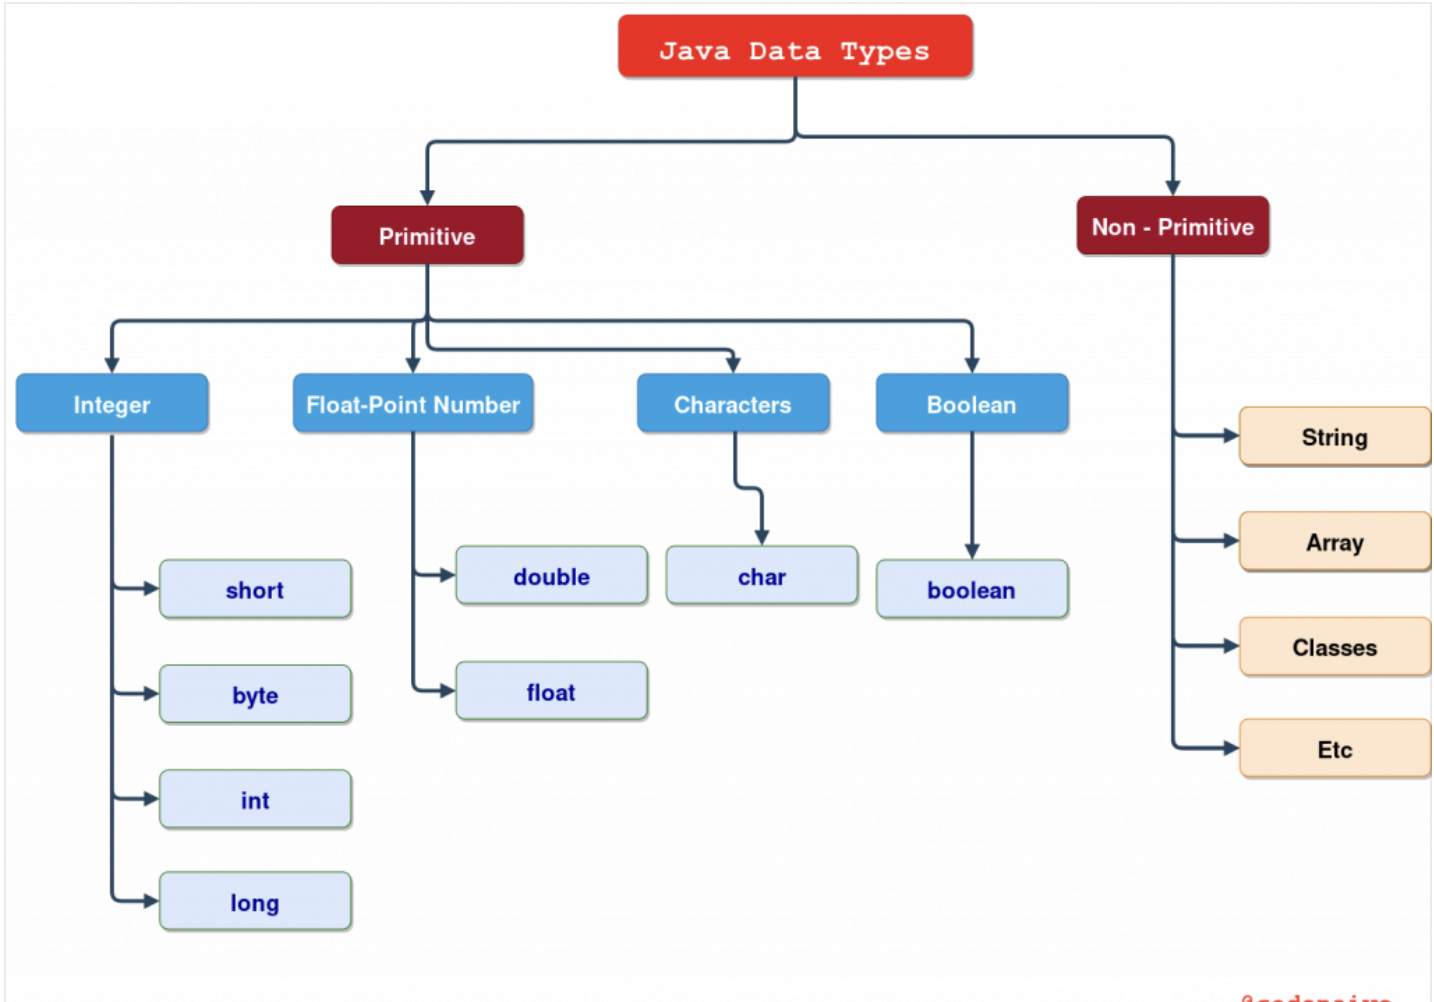 Java Data Types
Primitive
Non - Primitive
Integer
Float-Point Number
Characters
Boolean
String
Array
Classes
Etc
short
byte
int
long
double
float
char
boolean